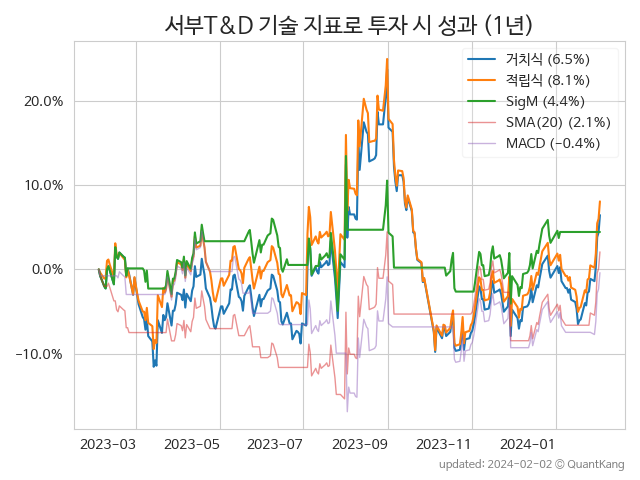 서부T&D 기술 지표로 투자 시 성과 (1년)
거치식 (6.5%)
적립식 (8.1%)
SigM (4.4%)
SMA(20) (2.1%)
MACD (−0.4%)
20.0%
10.0%
0.0%
−10.0%
2023-03 2023-05 2023-07 2023-09 2023-11 2024-01
updated: 2024-02-02 © QuantKang